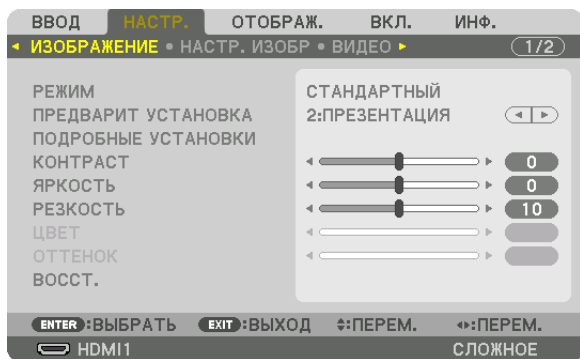 ВВОД НАСТР. ОТОБРАЖ. ВКЛ. ИНФ.
ИЗОБРАЖЕНИЕ • НАСТР. ИЗОБР • ВИДЕО 1/2
РЕЖИМ СТАНДАРТНЫЙ
ПРЕДВАРИТ УСТАНОВКА 2:ПРЕЗЕНТАЦИЯ
ПОДРОБНЫЕ УСТАНОВКИ
КОНТРАСТ 0
ЯРКОСТЬ 0
РЕЗКОСТЬ 10
ЦВЕТ
ОТТЕНОК
ВОССТ.
ENTER:ВЫБРАТЬ EXIT:ВЫХОД :ПЕРЕМ. :ПЕРЕМ.
HDMI1 СЛОЖНОЕ